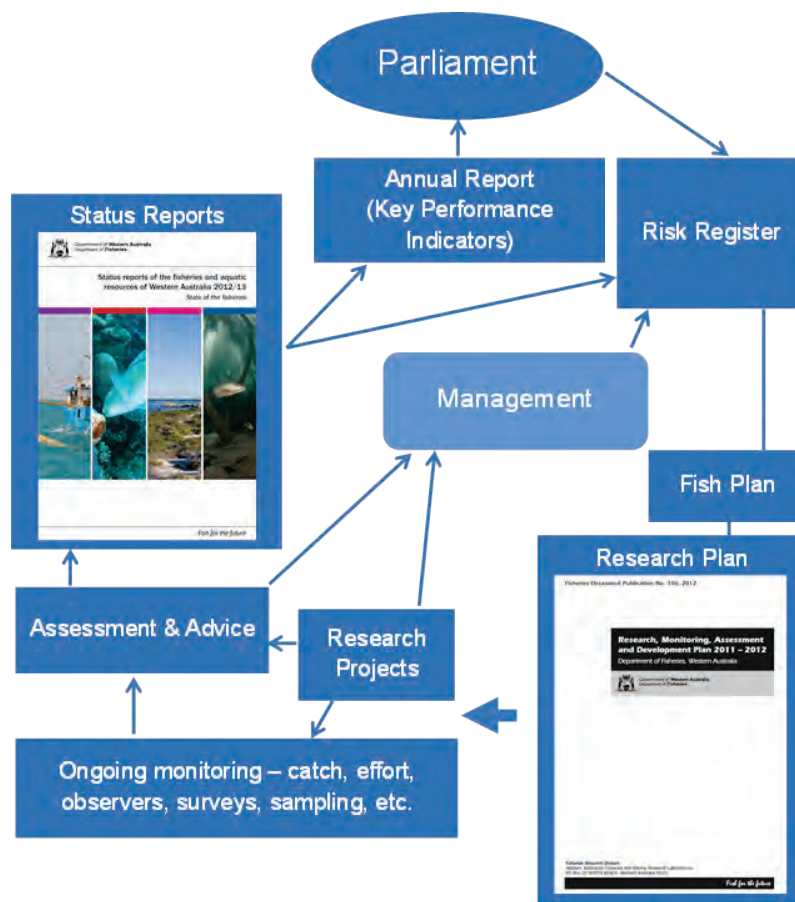 Parliament
Annual Report
(Key Performance
Indicators)
Risk Register
Status Reports
Department of Western Australia
Department of Fisheries
Status reports of the fisheries and aquatic
resources of Western Australia 2012/13
State of the fisheries
Fish for the future
Management
Fish Plan
Assessment & Advice
Research
Projects
Ongoing monitoring – catch, effort,
observers, surveys, sampling, etc.
Research Plan
Fisheries Occasional Publication No. 2012
Research, Monitoring, Assessment
and Development Plan 2011 – 2012
Department of Fisheries, Western Australia
Department of Fisheries
Fish for the future